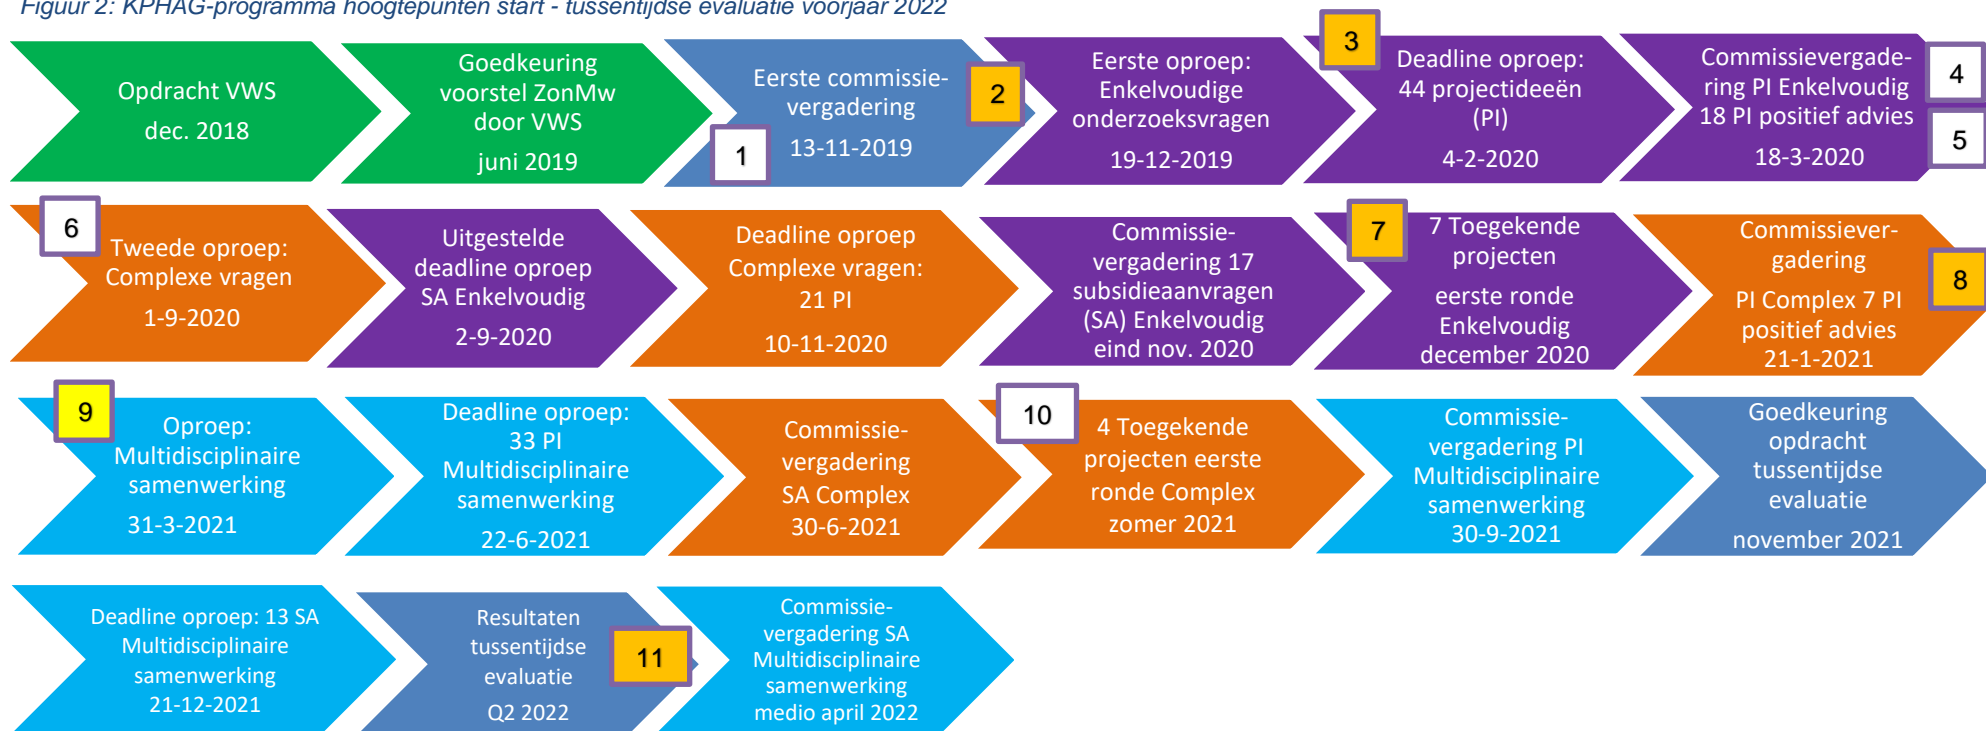 Figuur 2: KPHAG-programma hoogtepunten start - tussentijdse evaluatie voorjaar 2022
Opdracht VWS
dec. 2018
Goedkeuring
voorstel ZonMw
door VWS
juni 2019
Eerste commissie-
vergadering
13-11-2019
1
2
Eerste oproep:
Enkelvoudige
onderzoeksvragen
19-12-2019
3
Deadline oproep:
44 projectideeën
(PI)
4-2-2020
Commissievergade-
ring PI Enkelvoudig
18 PI positief advies
18-3-2020
4
5
6
Tweede oproep:
Complexe vragen
1-9-2020
Uitgestelde
deadline oproep
SA Enkelvoudig
2-9-2020
Deadline oproep
Complexe vragen:
21 PI
10-11-2020
Commissie-
vergadering 17
subsidieaanvragen
(SA) Enkelvoudig
eind nov. 2020
7
7 Toegekende
projecten
eerste ronde
Enkelvoudig
december 2020
Commissiever-
gadering
PI Complex 7 PI
positief advies
21-1-2021
8
9
Oproep:
Multidisciplinaire
samenwerking
31-3-2021
Deadline oproep:
33 PI
Multidisciplinaire
samenwerking
22-6-2021
Commissie-
vergadering
SA Complex
30-6-2021
10
4 Toegekende
projecten eerste
ronde Complex
zomer 2021
Commissie-
vergadering PI
Multidisciplinaire
samenwerking
30-9-2021
Goedkeuring
opdracht
tussentijdse
evaluatie
november 2021
Deadline oproep: 13 SA
Multidisciplinaire
samenwerking
21-12-2021
Resultaten
tussentijdse
evaluatie
Q2 2022
11
Commissie-
vergadering SA
Multidisciplinaire
samenwerking
medio april 2022